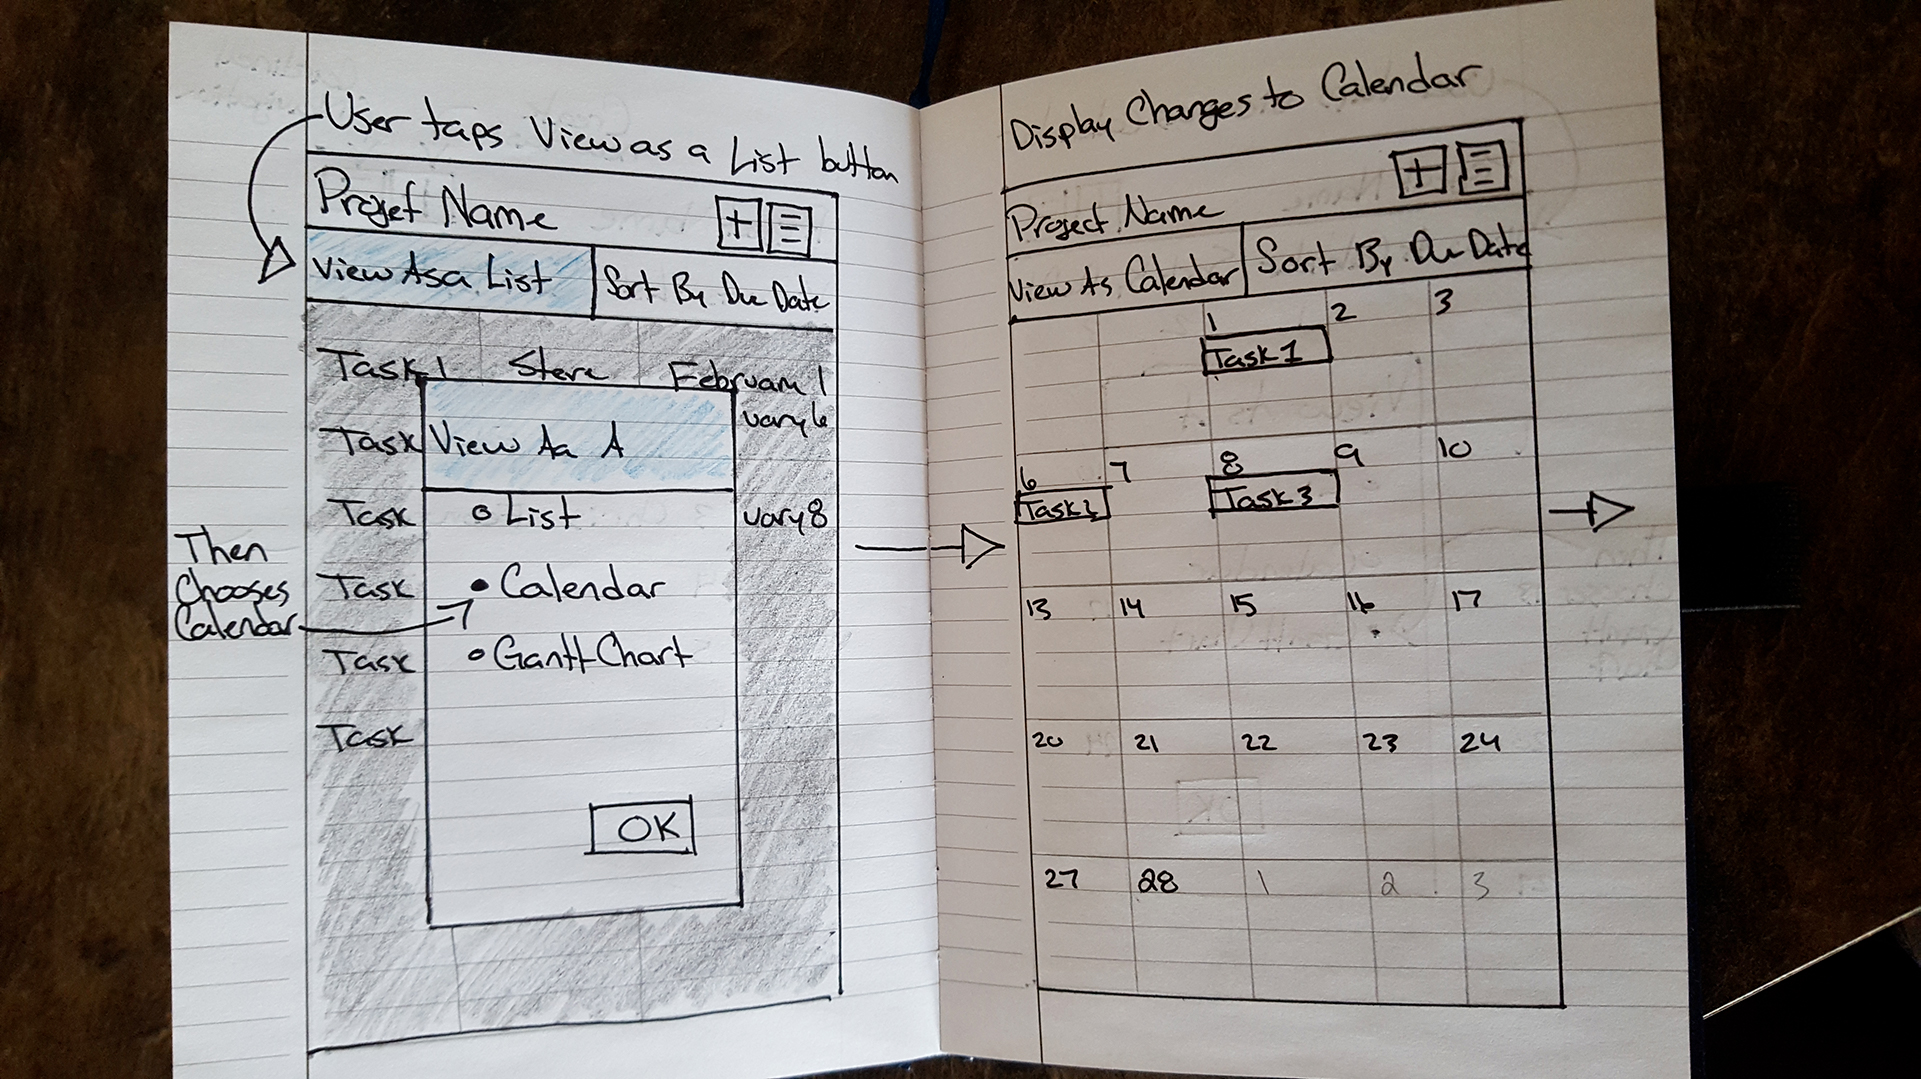 User taps View as a List button
Project Name
View As a List
Sort By Due Date
Task 1 Steve February 1
Task
uary 6
View As A
Task
List
uary 8
Then
Chooses
Calendar
Task
Calendar
Task
Gantt Chart
Task
OK
Display Changes to Calendar
Project Name
View As Calendar
Sort By Due Date
1 2 3
Task 1
6 7 8 9 10
Task 2
Task 3
13 14 15 16 17
20 21 22 23 24
27 28 1 2 3